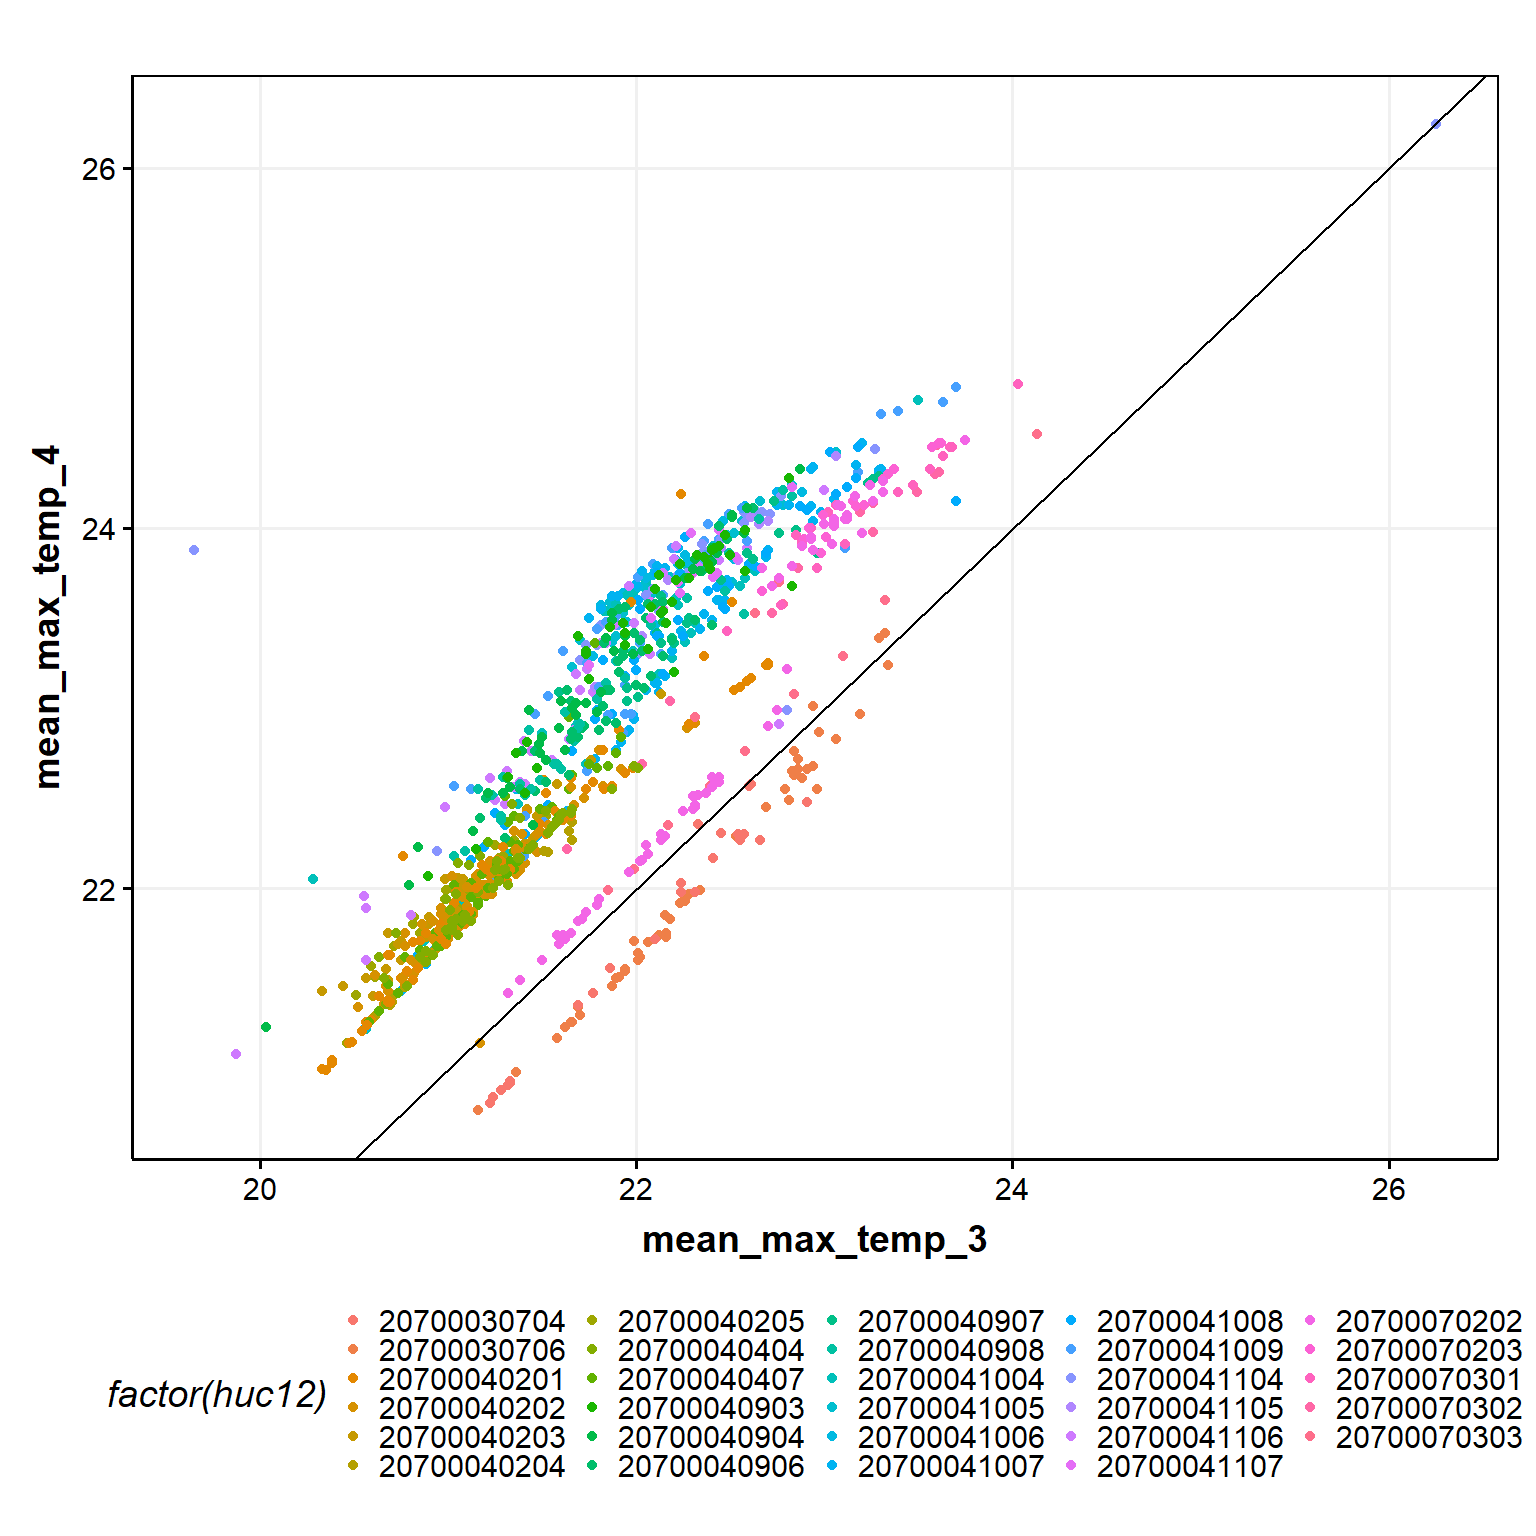 26
24
22
mean_max_temp_4
20 22 24 26
mean_max_temp_3
factor(huc12)
20700030704 20700040205 20700040907 20700041008 20700070202
20700030706 20700040404 20700040908 20700041009 20700070203
20700040201 20700040407 20700041004 20700041104 20700070301
20700040202 20700040903 20700041005 20700041105 20700070302
20700040203 20700040904 20700041006 20700041106 20700070303
20700040204 20700040906 20700041007 20700041107